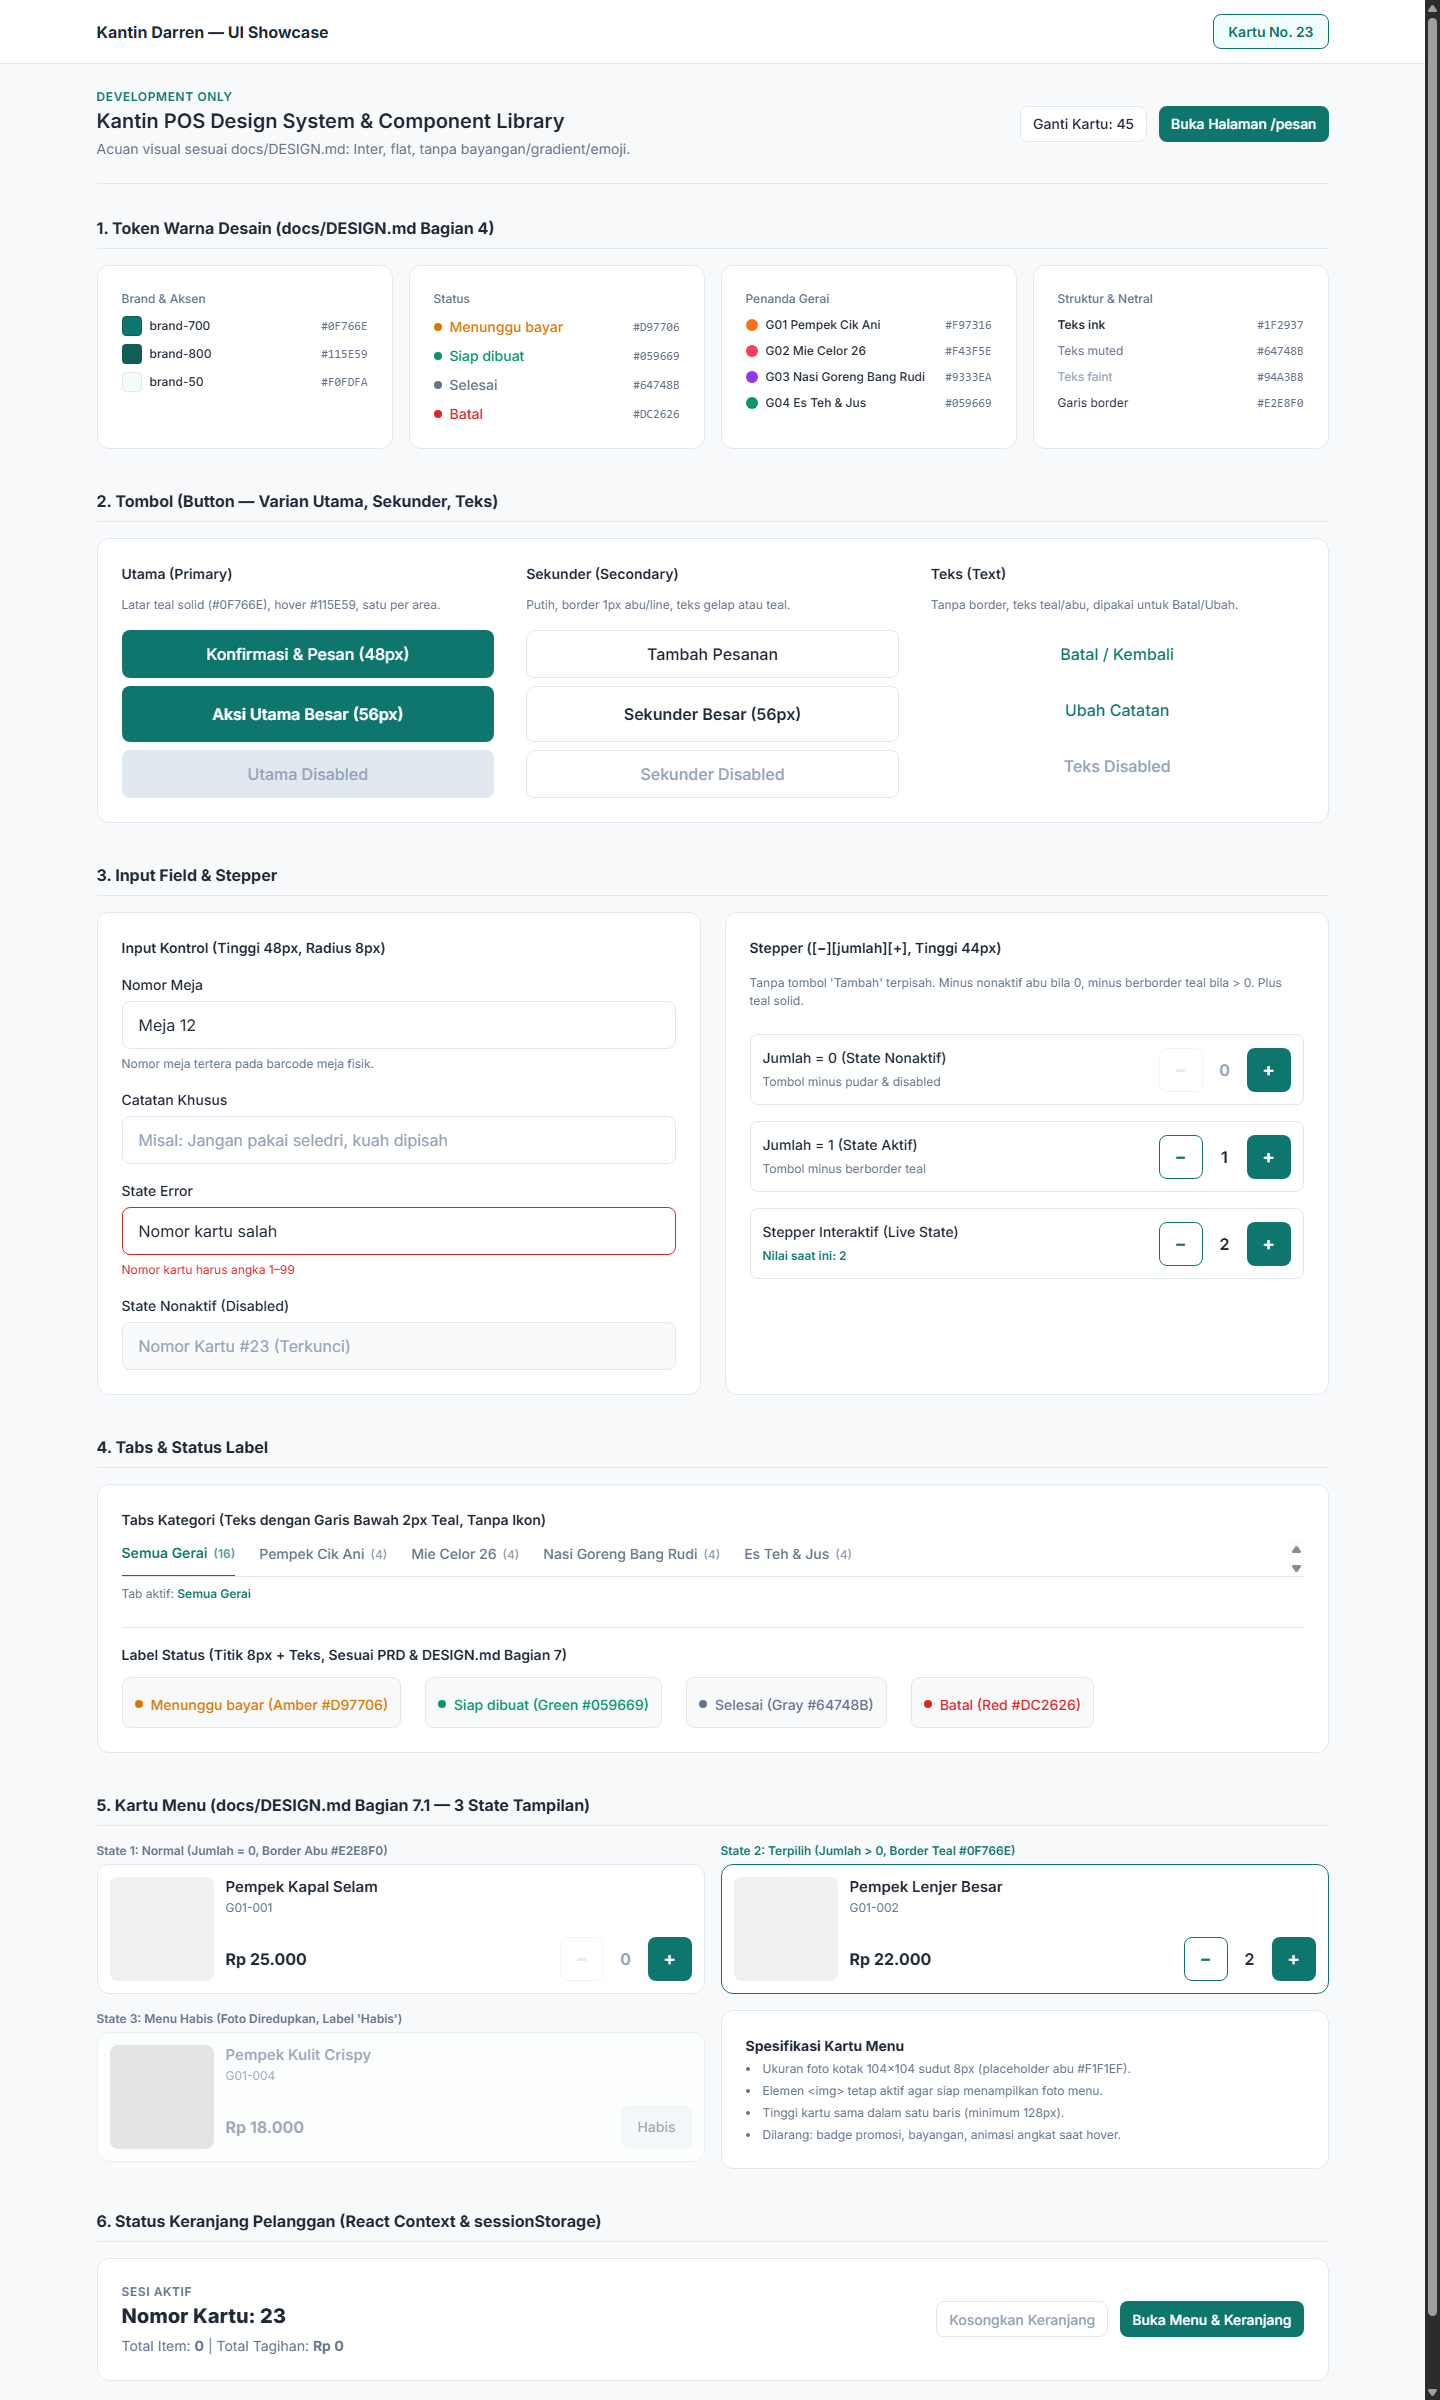 Kantin Darren — UI Showcase
Kartu No. 23
DEVELOPMENT ONLY
Kantin POS Design System & Component Library
Acuan visual sesuai docs/DESIGN.md: Inter, flat, tanpa bayangan/gradient/emoji.
Ganti Kartu: 45
Buka Halaman /pesan
1. Token Warna Desain (docs/DESIGN.md Bagian 4)
Brand & Aksen
brand-700 #0F766E
brand-800 #115E59
brand-50 #F0FDFA
Status
Menunggu bayar #D97706
Siap dibuat #059669
Selesai #64748B
Batal #DC2626
Penanda Gerai
G01 Pempek Cik Ani #F97316
G02 Mie Celor 26 #F43F5E
G03 Nasi Goreng Bang Rudi #9333EA
G04 Es Teh & Jus #059669
Struktur & Netral
Teks ink #1F2937
Teks muted #64748B
Teks faint #94A3B8
Garis border #E2E8F0
2. Tombol (Button — Varian Utama, Sekunder, Teks)
Utama (Primary)
Latar teal solid (#0F766E), hover #115E59, satu per area.
Konfirmasi & Pesan (48px)
Aksi Utama Besar (56px)
Utama Disabled
Sekunder (Secondary)
Putih, border 1px abu/line, teks gelap atau teal.
Tambah Pesanan
Sekunder Besar (56px)
Sekunder Disabled
Teks (Text)
Tanpa border, teks teal/abu, dipakai untuk Batal/Ubah.
Batal / Kembali
Ubah Catatan
Teks Disabled
3. Input Field & Stepper
Input Kontrol (Tinggi 48px, Radius 8px)
Nomor Meja
Meja 12
Nomor meja tertera pada barcode meja fisik.
Catatan Khusus
Misal: Jangan pakai seledri, kuah dipisah
State Error
Nomor kartu salah
Nomor kartu harus angka 1–99
State Nonaktif (Disabled)
Nomor Kartu #23 (Terkunci)
Stepper ([−][jumlah][+], Tinggi 44px)
Tanpa tombol 'Tambah' terpisah. Minus nonaktif abu bila 0, minus berborder teal bila > 0. Plus
teal solid.
Jumlah = 0 (State Nonaktif)
Tombol minus pudar & disabled
− 0 +
Jumlah = 1 (State Aktif)
Tombol minus berborder teal
− 1 +
Stepper Interaktif (Live State)
Nilai saat ini: 2
− 2 +
4. Tabs & Status Label
Tabs Kategori (Teks dengan Garis Bawah 2px Teal, Tanpa Ikon)
Semua Gerai (16) Pempek Cik Ani (4) Mie Celor 26 (4) Nasi Goreng Bang Rudi (4) Es Teh & Jus (4)
Tab aktif: Semua Gerai
Label Status (Titik 8px + Teks, Sesuai PRD & DESIGN.md Bagian 7)
Menunggu bayar (Amber #D97706) Siap dibuat (Green #059669) Selesai (Gray #64748B) Batal (Red #DC2626)
5. Kartu Menu (docs/DESIGN.md Bagian 7.1 — 3 State Tampilan)
State 1: Normal (Jumlah = 0, Border Abu #E2E8F0)
Pempek Kapal Selam
G01-001
Rp 25.000 − 0 +
State 2: Terpilih (Jumlah > 0, Border Teal #0F766E)
Pempek Lenjer Besar
G01-002
Rp 22.000 − 2 +
State 3: Menu Habis (Foto Diredupkan, Label 'Habis')
Pempek Kulit Crispy
G01-004
Rp 18.000 Habis
Spesifikasi Kartu Menu
• Ukuran foto kotak 104×104 sudut 8px (placeholder abu #F1F1EF).
• Elemen <img> tetap aktif agar siap menampilkan foto menu.
• Tinggi kartu sama dalam satu baris (minimum 128px).
• Dilarang: badge promosi, bayangan, animasi angkat saat hover.
6. Status Keranjang Pelanggan (React Context & sessionStorage)
SESI AKTIF
Nomor Kartu: 23
Total Item: 0 | Total Tagihan: Rp 0
Kosongkan Keranjang
Buka Menu & Keranjang